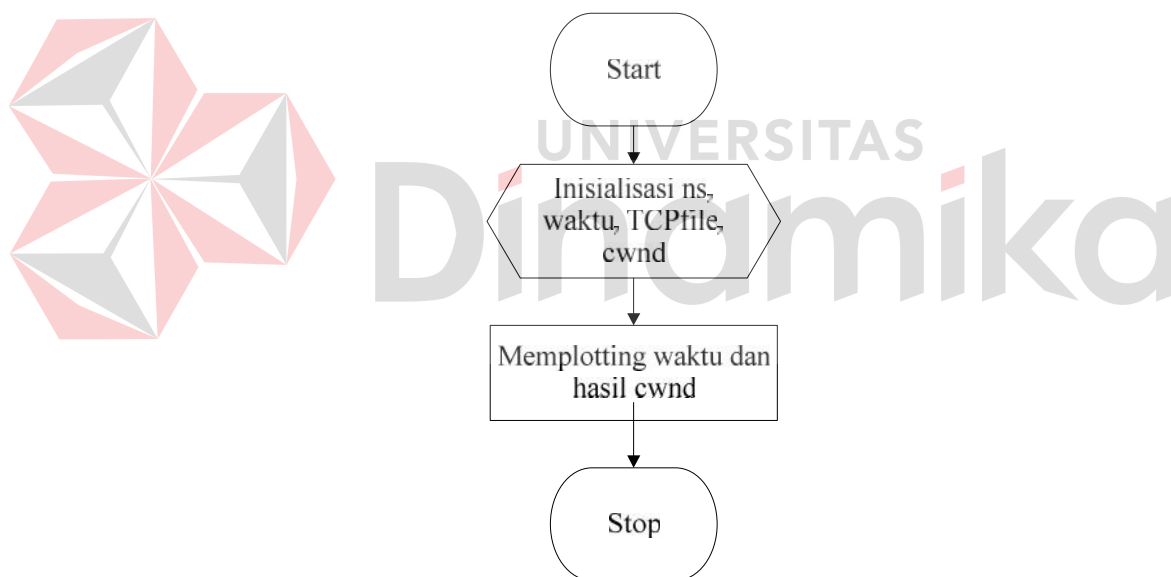 Start
UNIVERSITAS
Dinamika
Inisialisasi ns,
waktu, TCPfile,
cwnd
Memplotting waktu dan
hasil cwnd
Stop